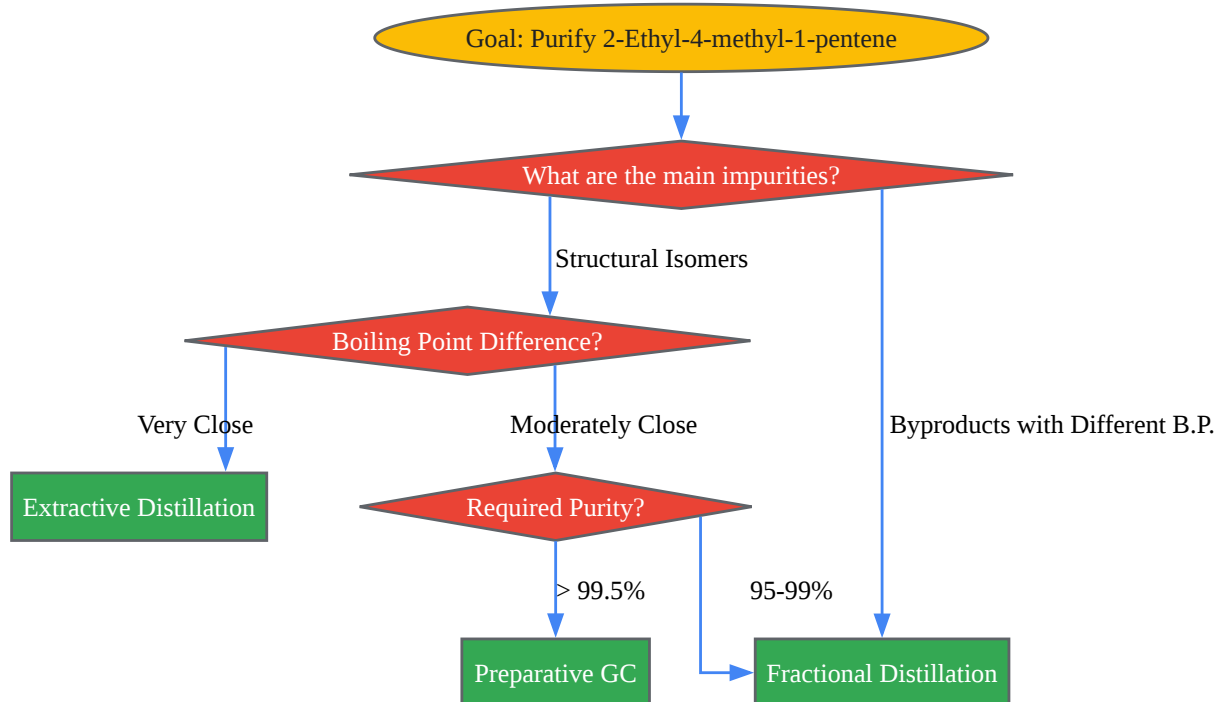 Goal: Purify 2-Ethyl-4-methyl-1-pentene
What are the main impurities?
Structural Isomers
Boiling Point Difference?
Very Close
Moderately Close
Byproducts with Different B.P.
Extractive Distillation
Required Purity?
> 99.5%
95-99%
Preparative GC
Fractional Distillation